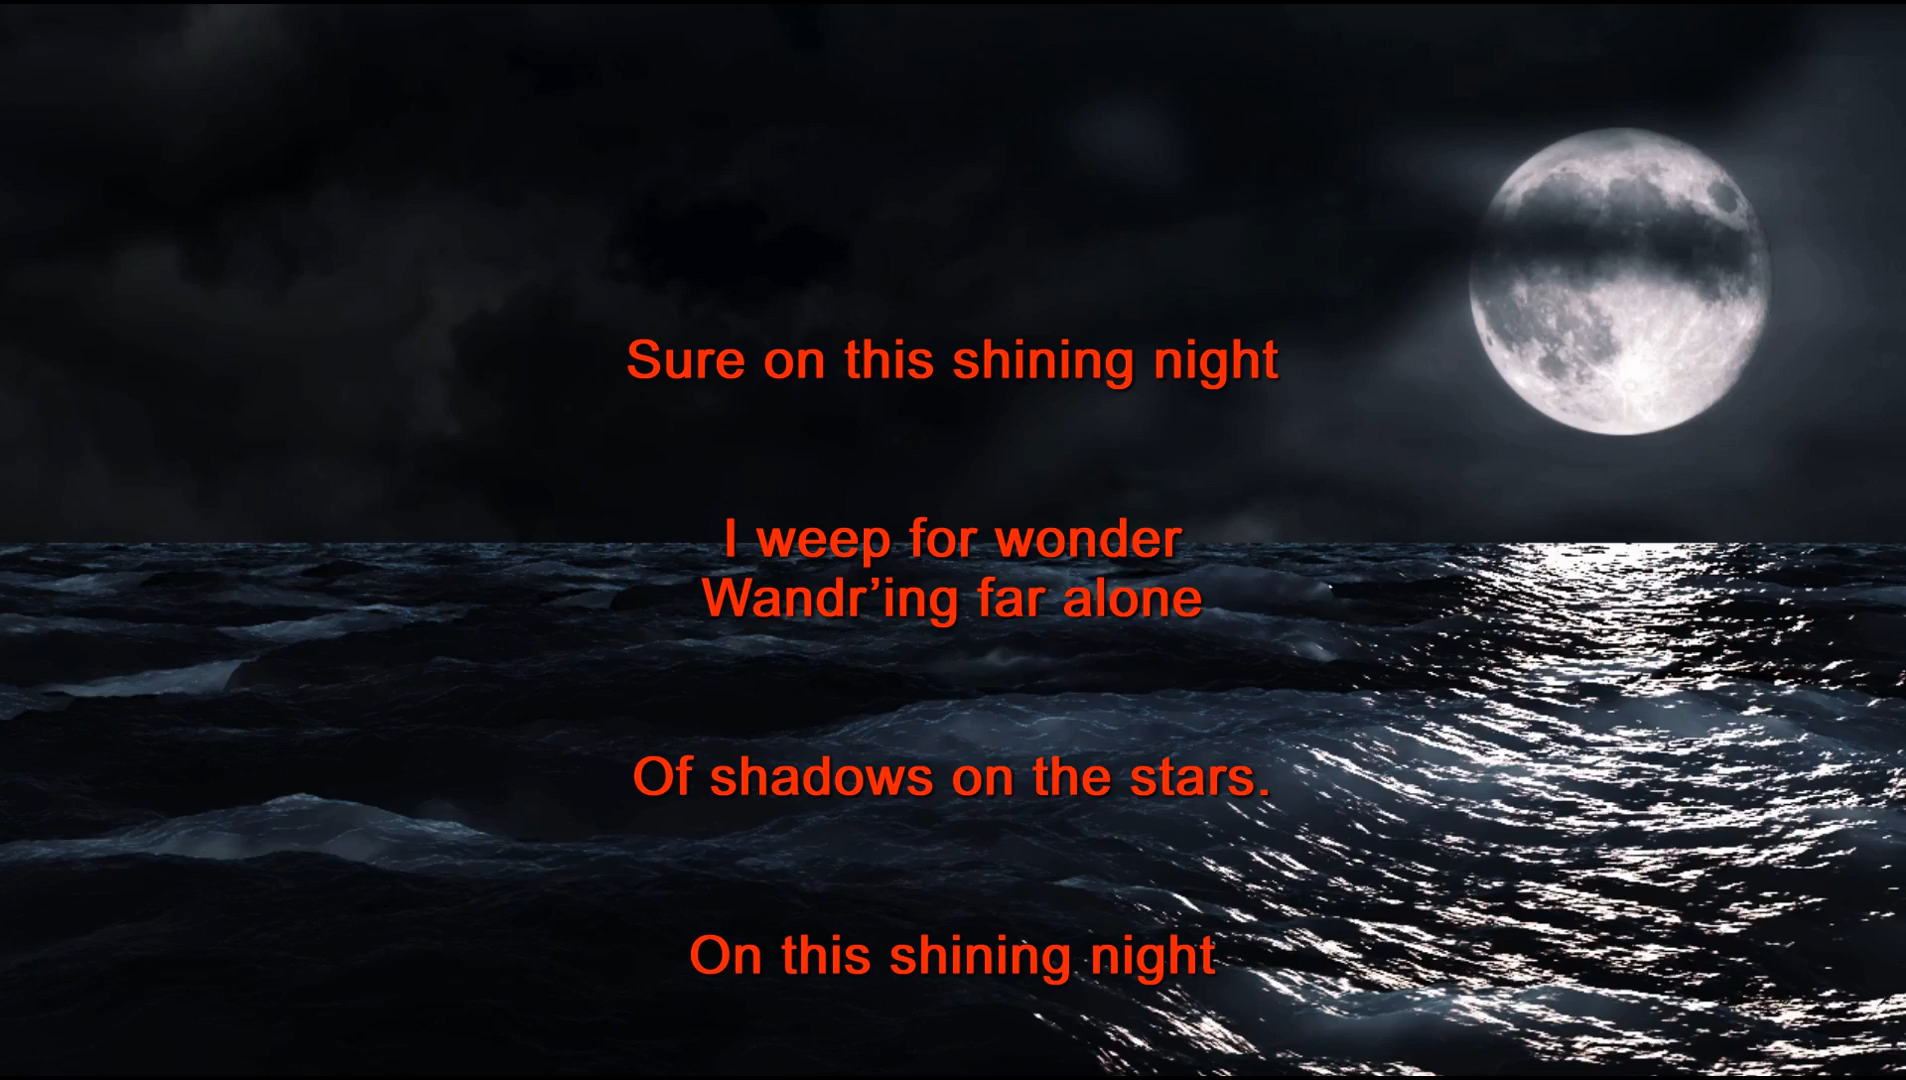 Sure on this shining night
I weep for wonder
Wandr’ing far alone
Of shadows on the stars.
On this shining night